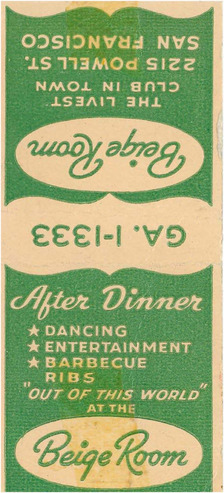 After Dinner
★ DANCING
★ ENTERTAINMENT
★ BARBECUE
RIBS
"OUT OF THIS WORLD"
AT THE
Beige Room
GA. 1-1333
Beige Room
THE LIVEST
CLUB IN TOWN
2215 POWELL ST.
SAN FRANCISCO